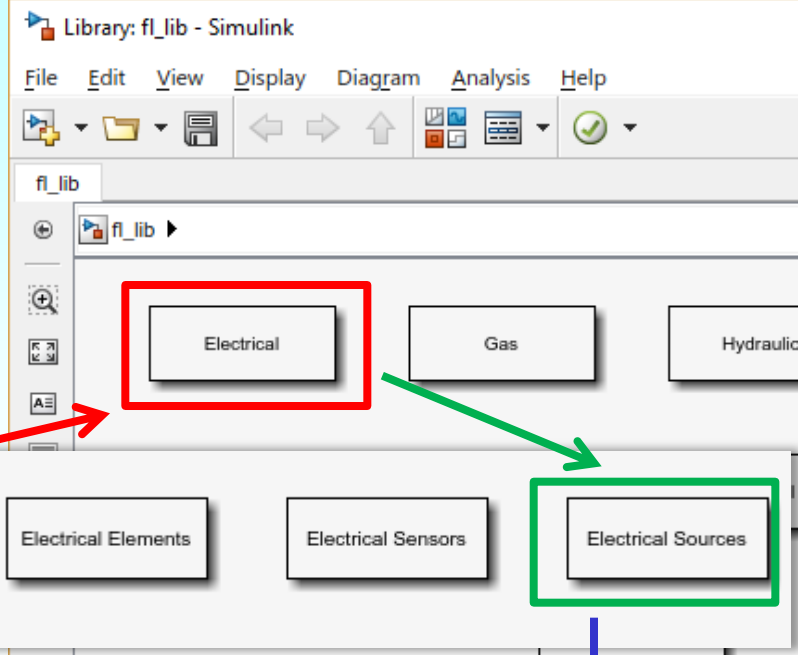 Library: fl_lib - Simulink
File Edit View Display Diagram Analysis Help
fl_lib
fl_lib
Electrical Gas Hydraulic
Electrical Elements Electrical Sensors Electrical Sources